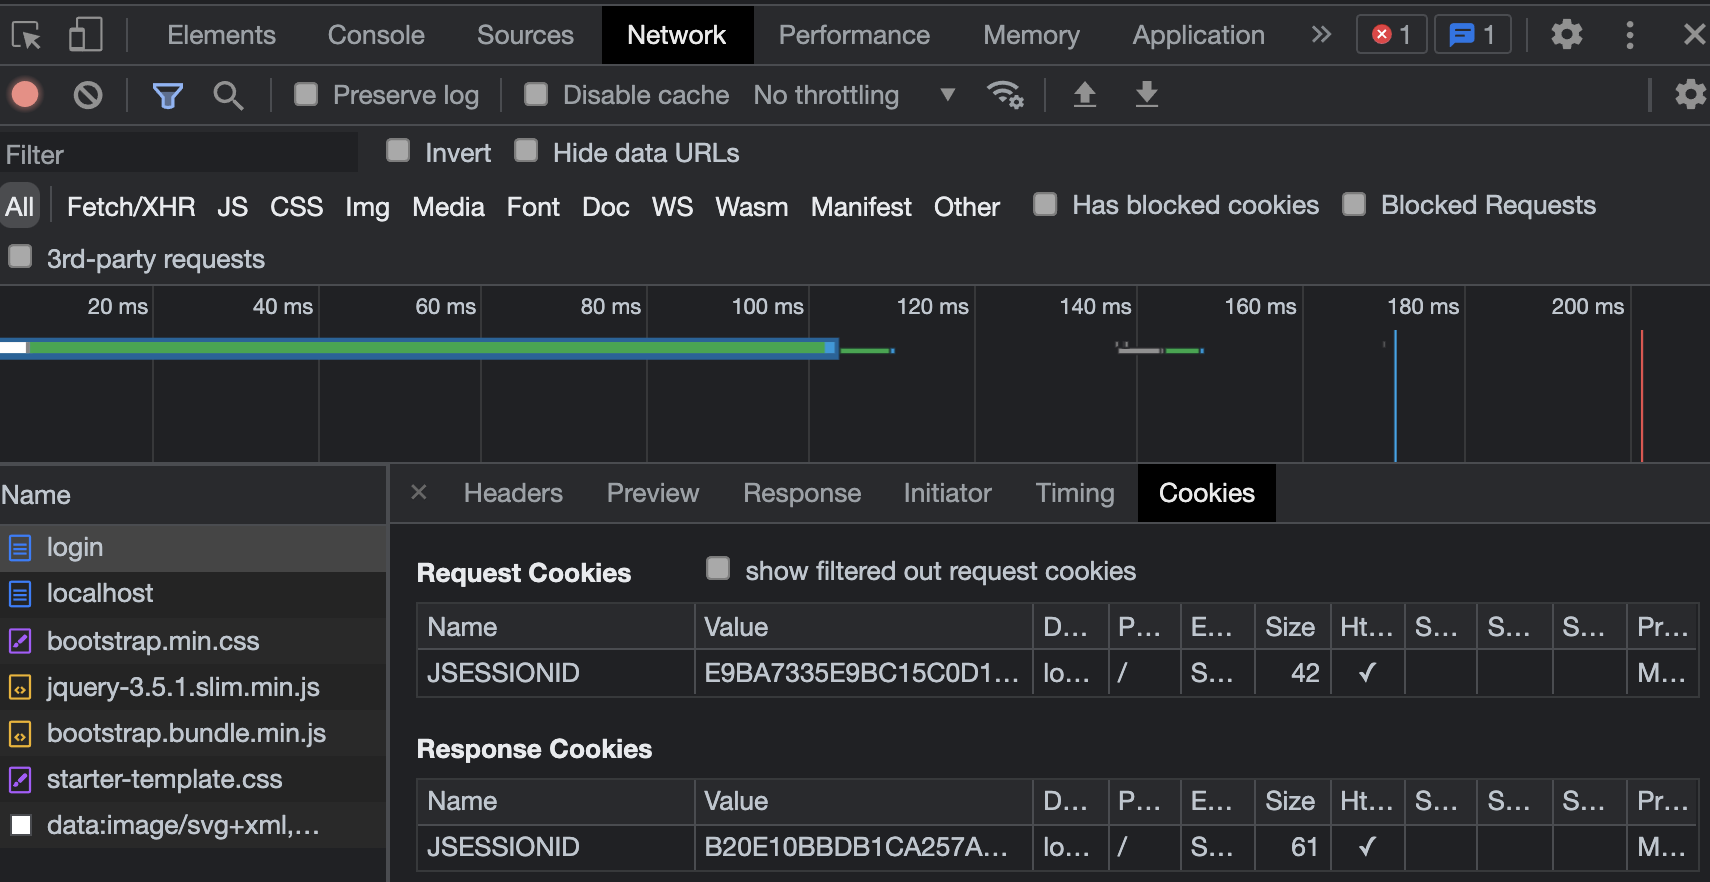 Elements Console Sources Network Performance Memory Application » 1 1
Preserve log Disable cache No throttling
Filter Invert Hide data URLs
All Fetch/XHR JS CSS Img Media Font Doc WS Wasm Manifest Other Has blocked cookies Blocked Requests
3rd-party requests
20 ms 40 ms 60 ms 80 ms 100 ms 120 ms 140 ms 160 ms 180 ms 200 ms
Name
login
localhost
bootstrap.min.css
jquery-3.5.1.slim.min.js
bootstrap.bundle.min.js
starter-template.css
data:image/svg+xml,...
Headers Preview Response Initiator Timing Cookies
Request Cookies show filtered out request cookies
Name Value D... P... E... Size Ht... S... S... S... Pr...
JSESSIONID E9BA7335E9BC15C0D1... lo... / S... 42 ✓ M...
Response Cookies
Name Value D... P... E... Size Ht... S... S... S... Pr...
JSESSIONID B20E10BBDB1CA257A... lo... / S... 61 ✓ M...